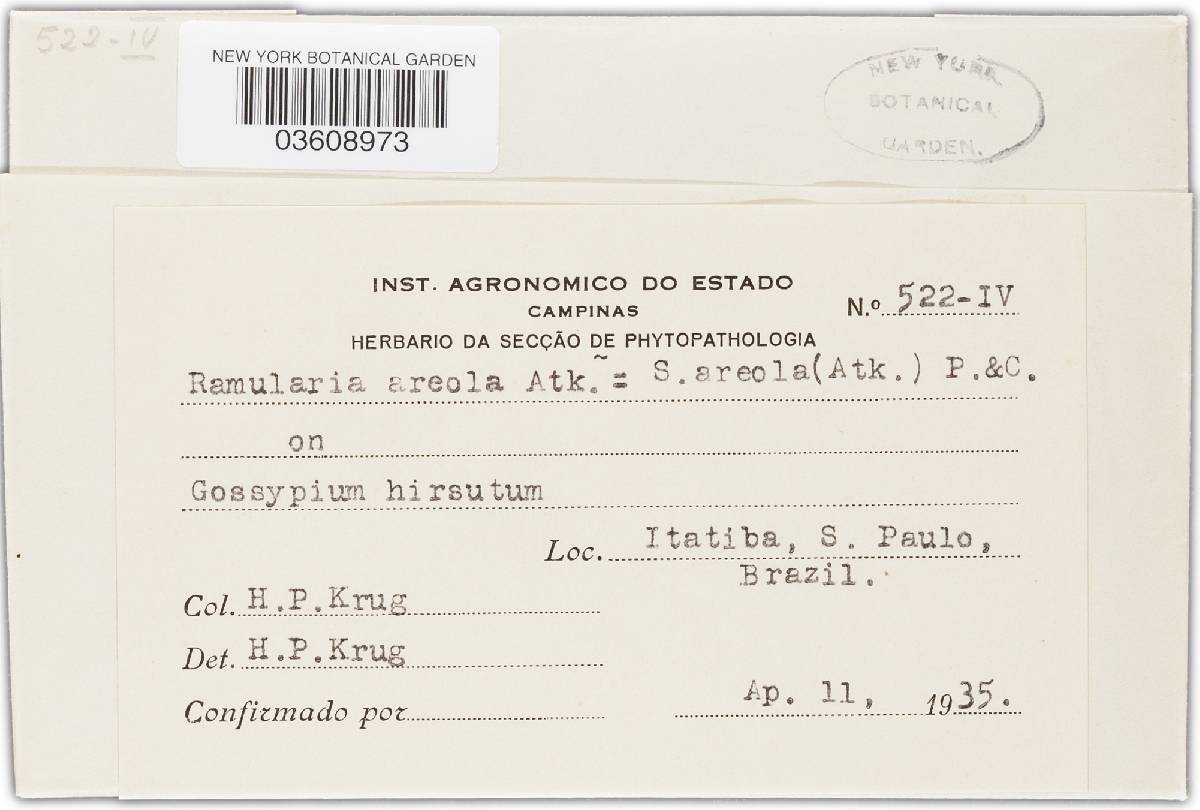 522-IV
NEW YORK BOTANICAL GARDEN
03608973
NEW YORK
BOTANICAL
GARDEN.
INST. AGRONOMICO DO ESTADO
CAMPINAS
N.º 522-IV
HERBARIO DA SECÇÃO DE PHYTOPATHOLOGIA
Ramularia areola Atk.~= S.areola(Atk.) P.&C.
on
Gossypium hirsutum
Loc. Itatiba, S. Paulo,
Brazil.
Col. H.P.Krug
Det. H.P.Krug
Confirmado por
Ap. 11, 1935.